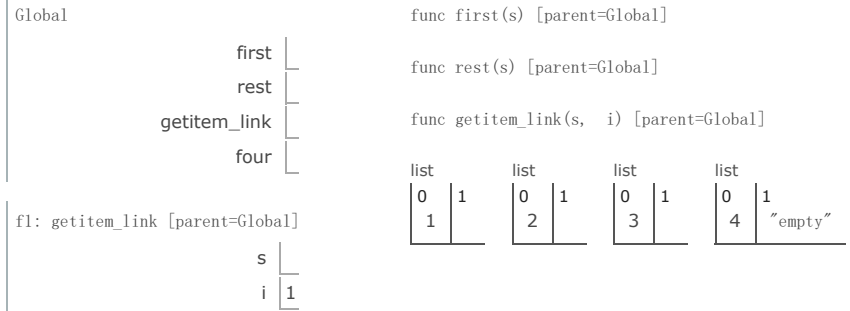 Global
first
rest
getitem_link
four
f1: getitem_link [parent=Global]
s
i 1
func first(s) [parent=Global]
func rest(s) [parent=Global]
func getitem_link(s, i) [parent=Global]
list list list list
0 1 0 1 0 1 0 1
1 2 3 4 "empty"